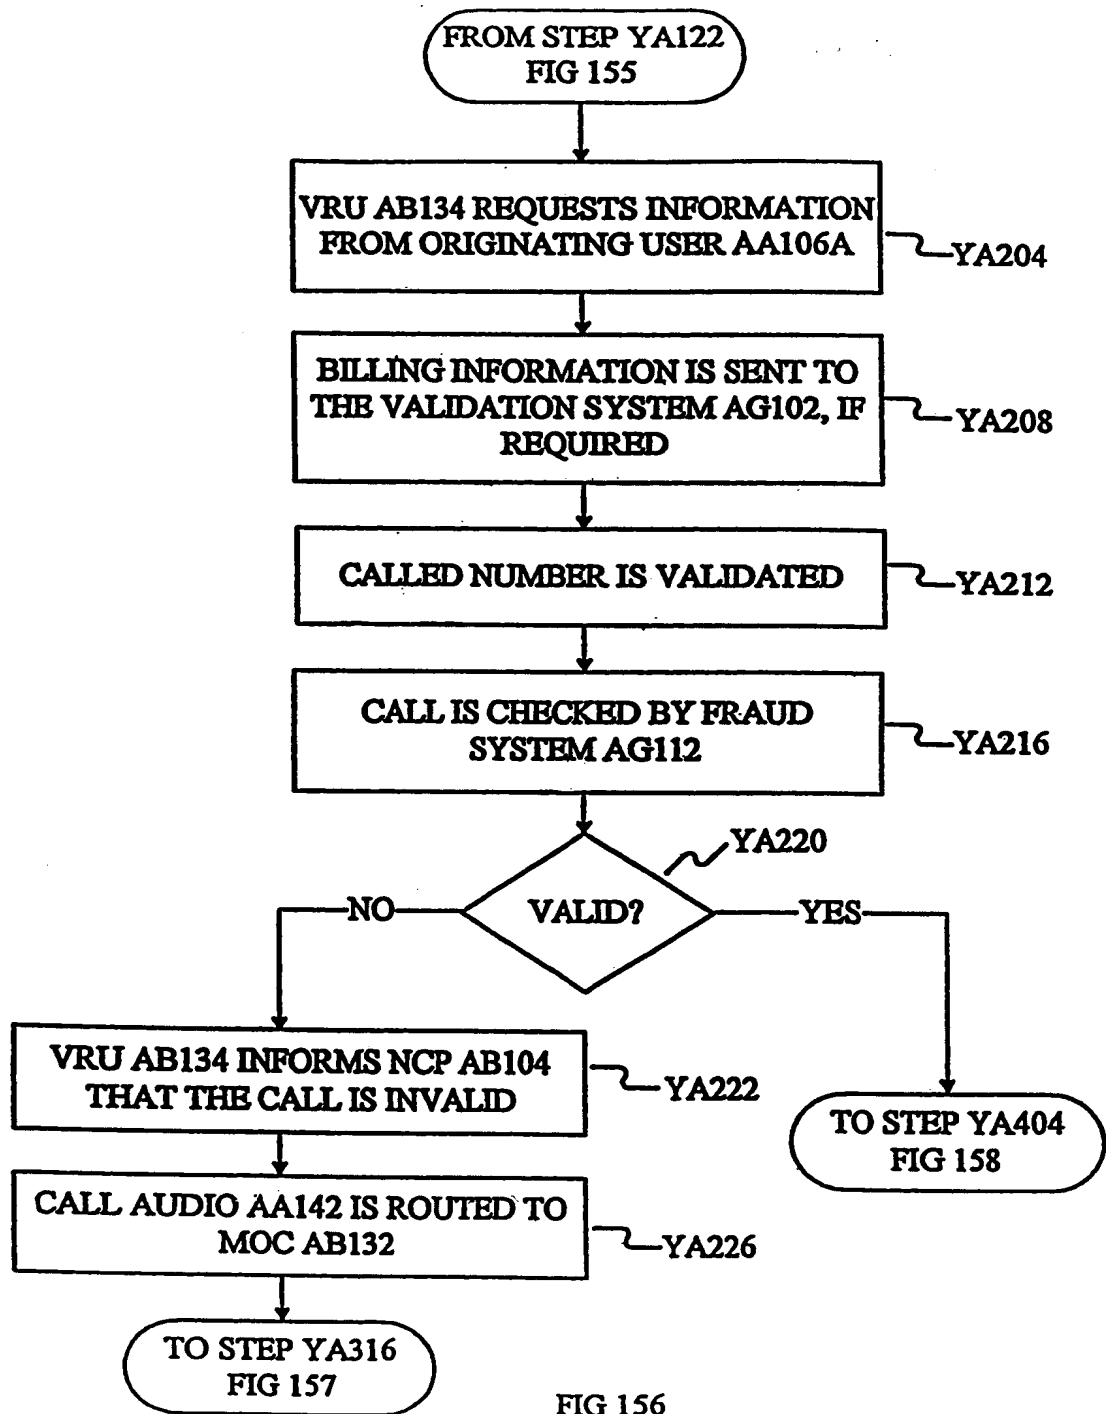 FROM STEP YA122
FIG 155
VRU AB134 REQUESTS INFORMATION
FROM ORIGINATING USER AA106A
YA204
BILLING INFORMATION IS SENT TO
THE VALIDATION SYSTEM AG102, IF
REQUIRED
YA208
CALLED NUMBER IS VALIDATED
YA212
CALL IS CHECKED BY FRAUD
SYSTEM AG112
YA216
YA220
VALID?
NO
YES
VRU AB134 INFORMS NCP AB104
THAT THE CALL IS INVALID
YA222
TO STEP YA404
FIG 158
CALL AUDIO AA142 IS ROUTED TO
MOC AB132
YA226
TO STEP YA316
FIG 157
FIG 156